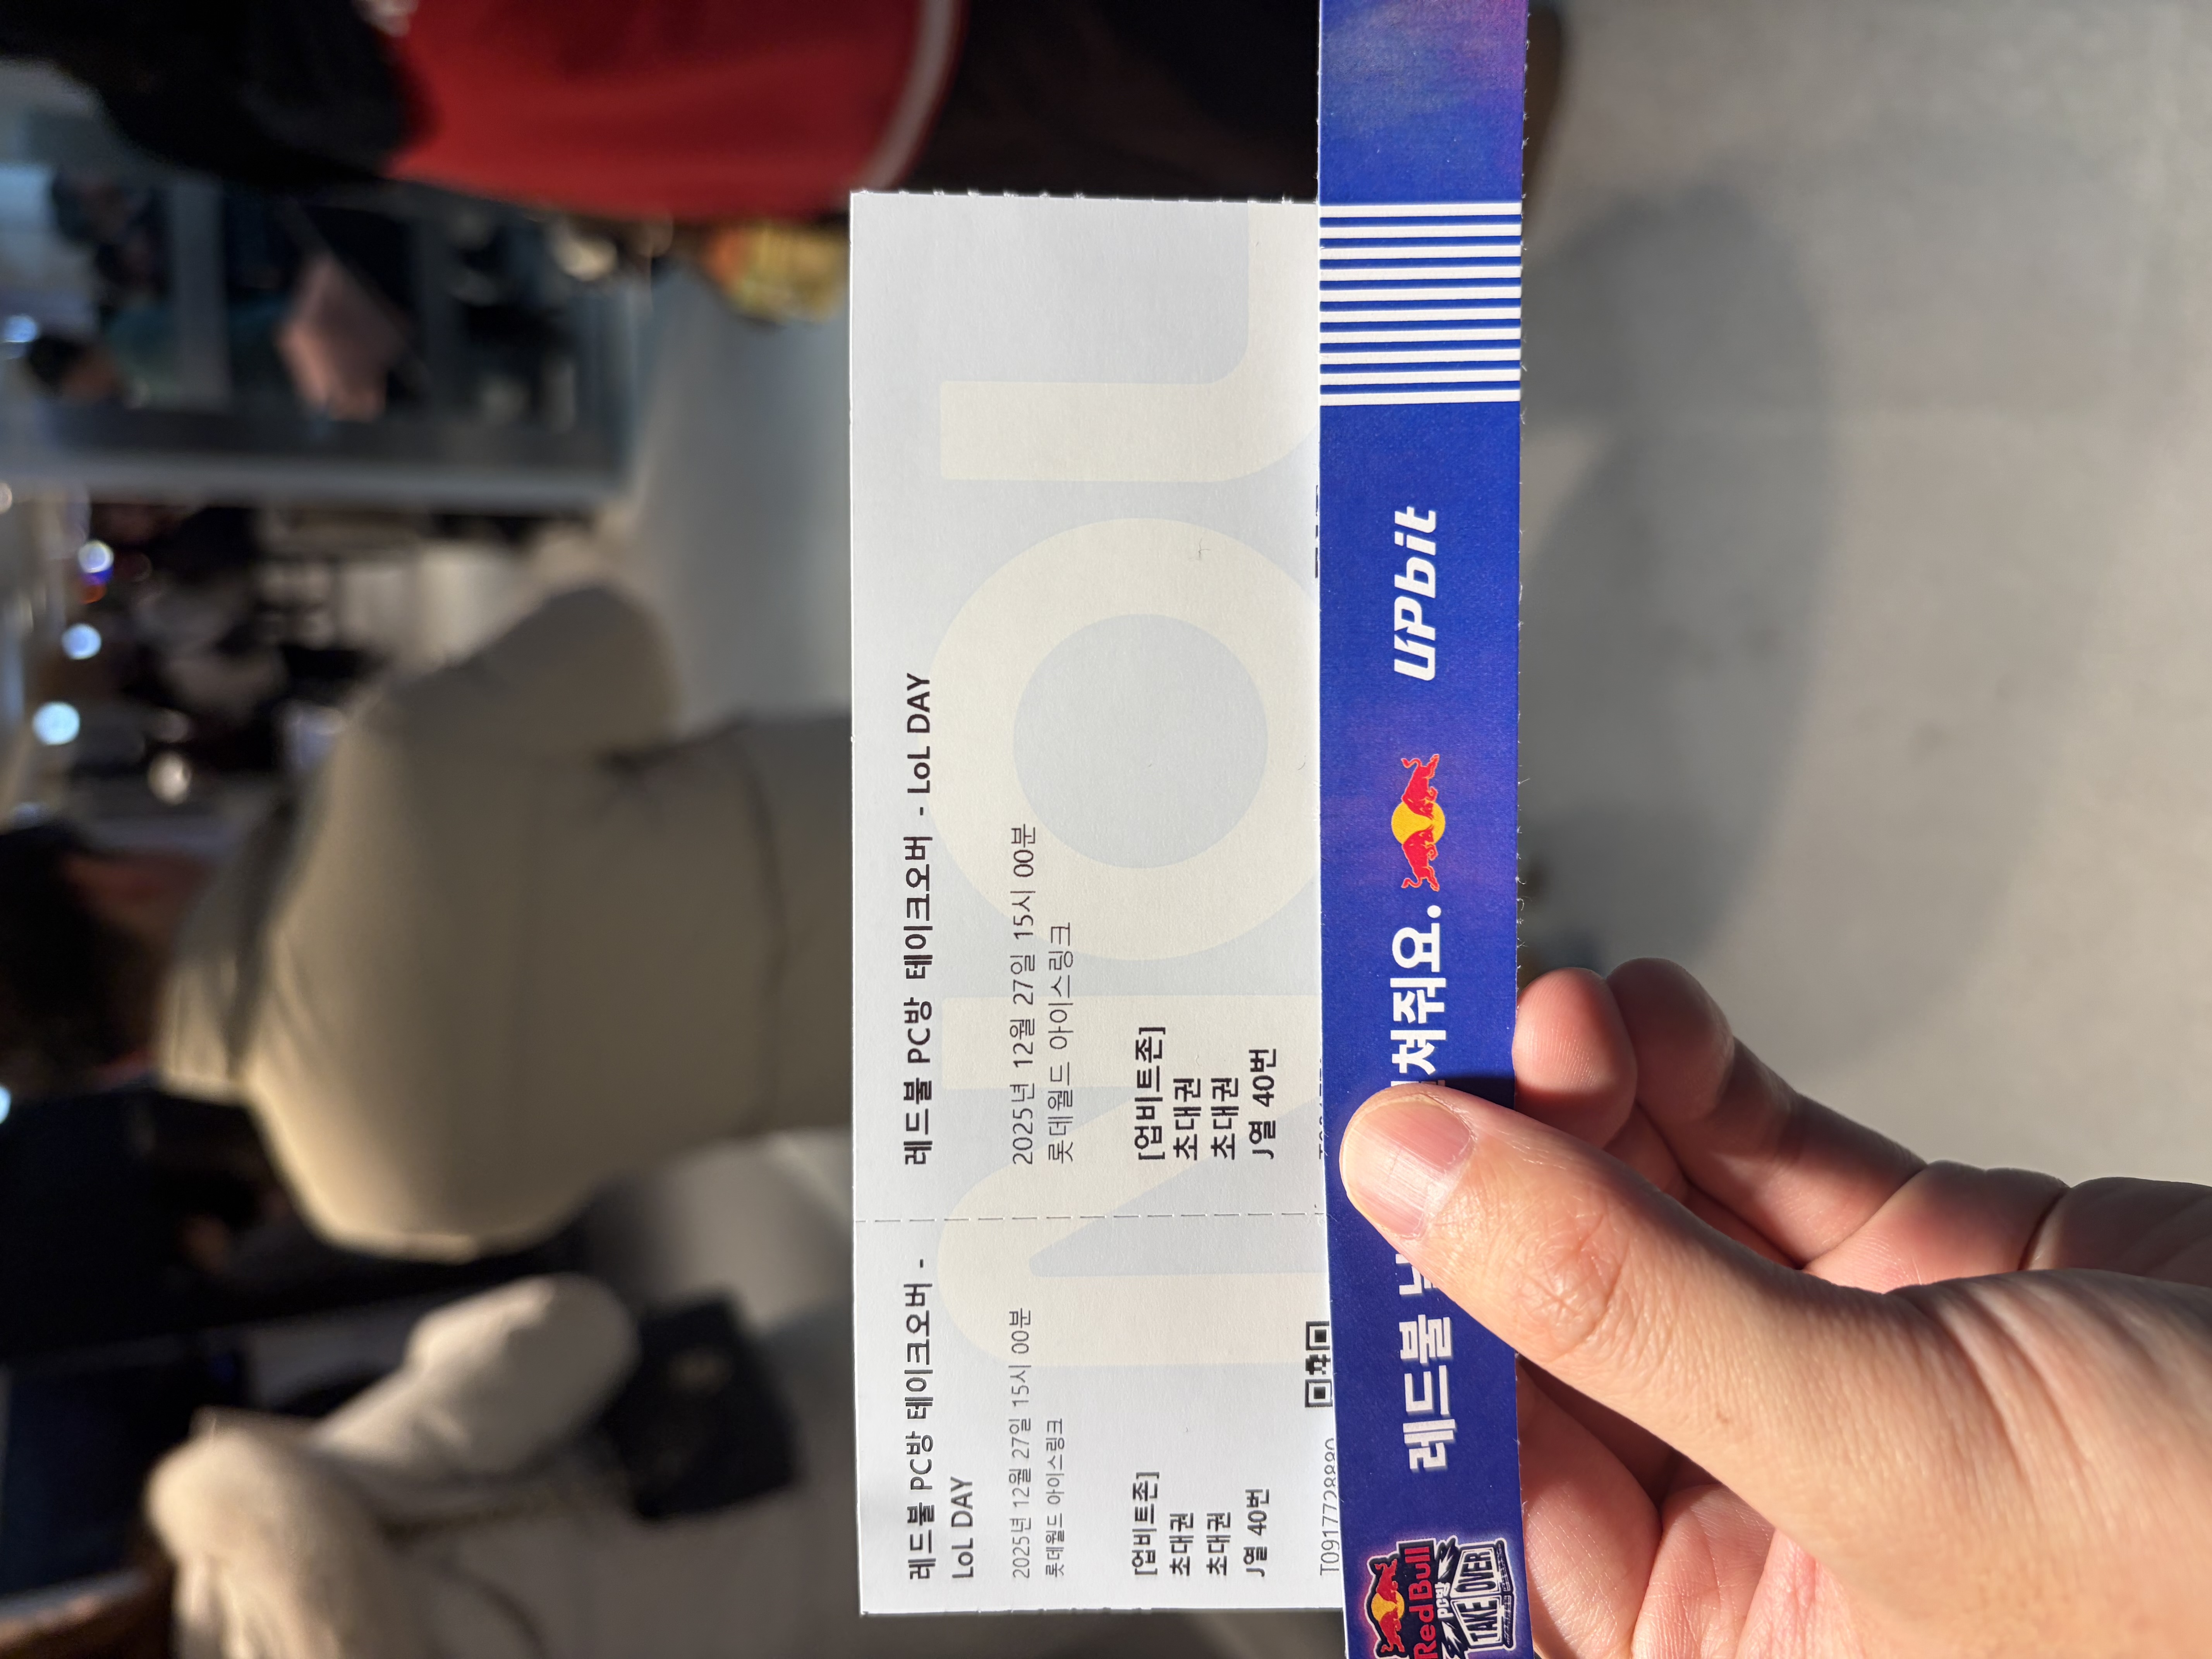 레드불 PC방 테이크오버 -
LoL DAY
2025년 12월 27일 15시 00분
롯데월드 아이스링크
[업비트존]
초대권
초대권
J열 40번
T0917728880
레드불 PC방 테이크오버 - LoL DAY
2025년 12월 27일 15시 00분
롯데월드 아이스링크
[업비트존]
초대권
초대권
J열 40번
NOL
RedBull
PC방
TAKE OVER
레드불 쳐줘요.
UPbit